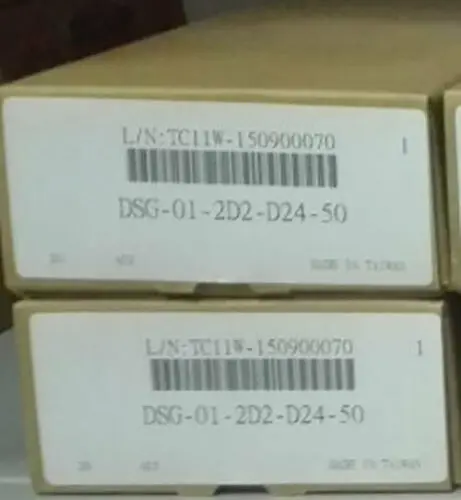 L/N:TC11W-150900070 1
DSG-01-2D2-D24-50
MADE IN TAIWAN
L/N:TC11W-150900070 1
DSG-01-2D2-D24-50
MADE IN TAIWAN